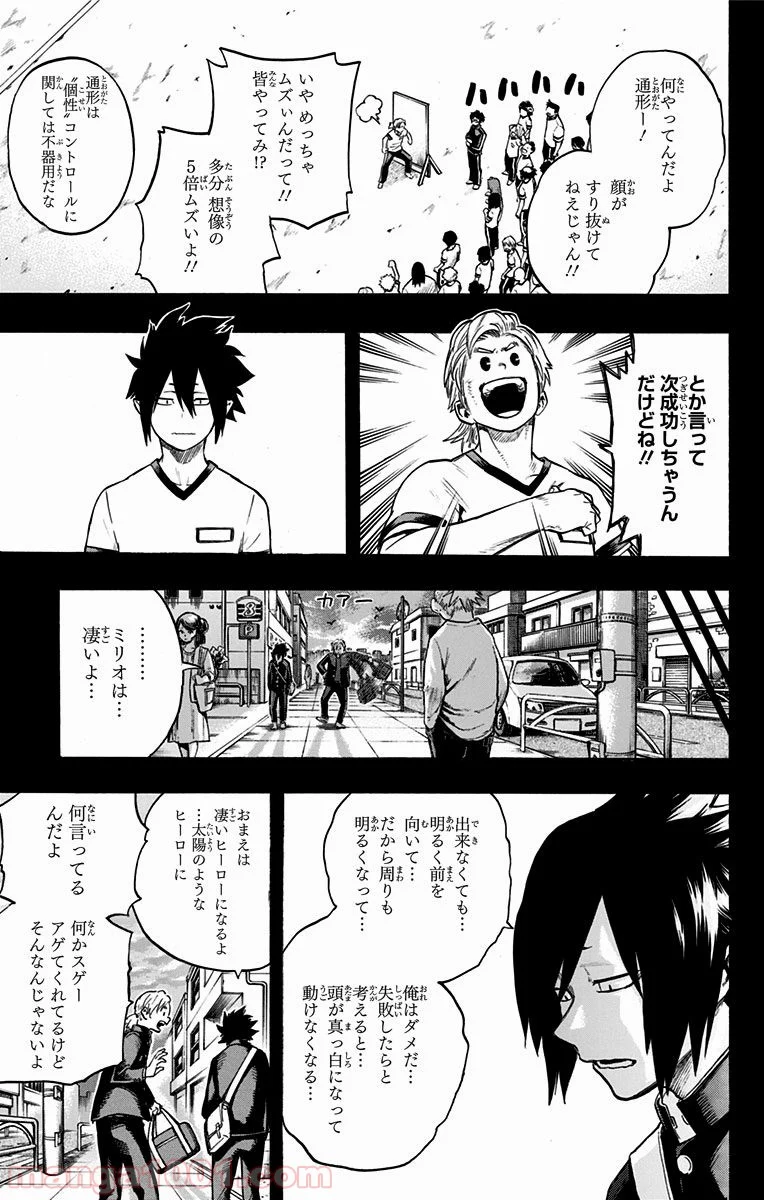 何やってんだよ
通形ー!
顔が
すり抜けて
ねえじゃん!!
ハハハ
いやめっちゃ
ムズいんだって!!
皆やってみ!?
多分 想像の
5倍ムズいよ!!
通形は
“個性”コントロールに
関しては不器用だな
とか言って
次成功しちゃうん
だけどね!!
カアー
3
P
…………
ミリオは…
凄いよ…
出来なくても…
明るく前を
向いて…
だから周りも
明るくなって…
俺はダメだ…
失敗したらと
考えると…
頭が真っ白になって
動けなくなる…
おまえは
凄いヒーローになるよ
…太陽のような
ヒーローに
何言ってる
んだよ
何かスゲー
アゲてくれてるけど
そんなんじゃないよ
manga1001.com